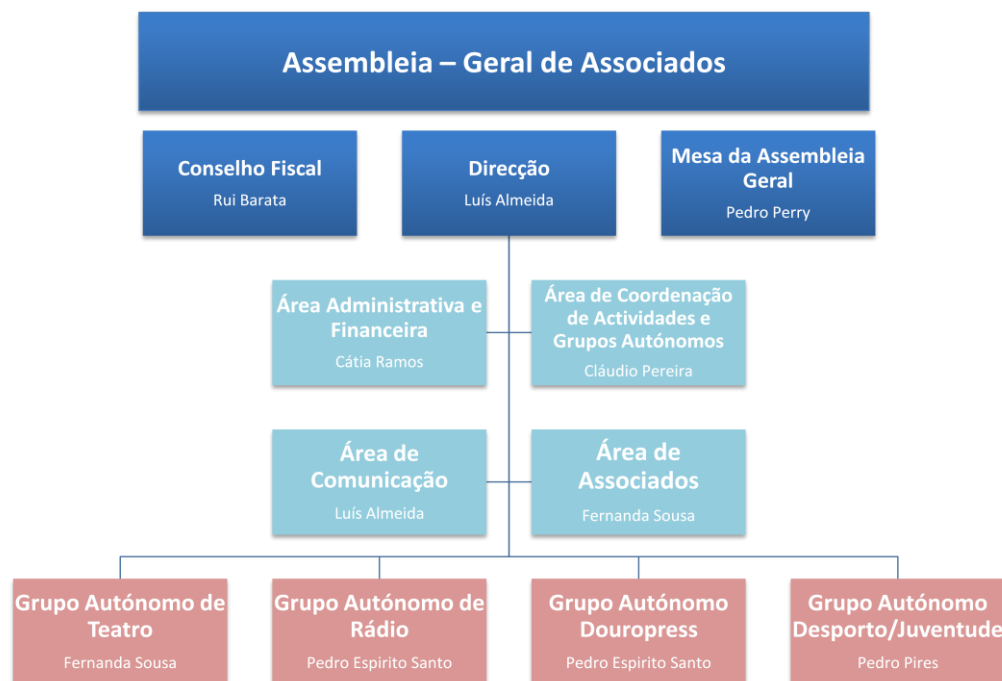 Assembleia – Geral de Associados
Conselho Fiscal
Rui Barata
Direcção
Luís Almeida
Mesa da Assembleia
Geral
Pedro Perry
Área Administrativa e
Financeira
Cátia Ramos
Área de Coordenação
de Actividades e
Grupos Autónomos
Cláudio Pereira
Área de
Comunicação
Luís Almeida
Área de
Associados
Fernanda Sousa
Grupo Autónomo de
Teatro
Fernanda Sousa
Grupo Autónomo de
Rádio
Pedro Espirito Santo
Grupo Autónomo
Douropress
Pedro Espirito Santo
Grupo Autónomo
Desporto/Juventude
Pedro Pires